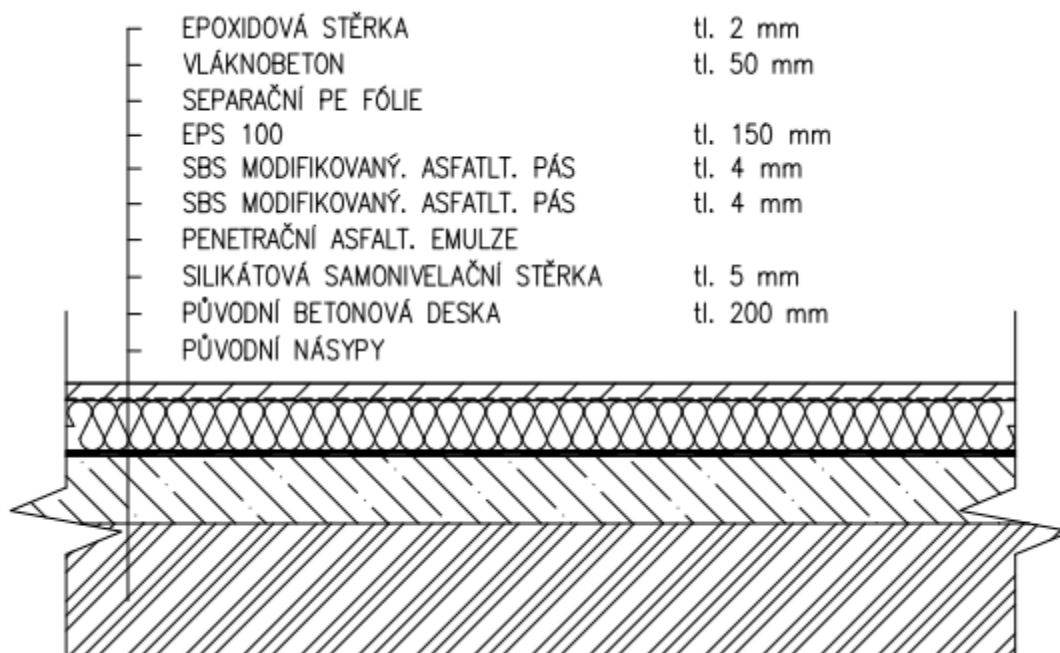 EPOXIDOVÁ STĚRKA tl. 2 mm
VLÁKNOBETON tl. 50 mm
SEPARAČNÍ PE FÓLIE
EPS 100 tl. 150 mm
SBS MODIFIKOVANÝ. ASFATLT. PÁS tl. 4 mm
SBS MODIFIKOVANÝ. ASFATLT. PÁS tl. 4 mm
PENETRAČNÍ ASFALT. EMULZE
SILIKÁTOVÁ SAMONIVELAČNÍ STĚRKA tl. 5 mm
PŮVODNÍ BETONOVÁ DESKA tl. 200 mm
PŮVODNÍ NÁSYPY